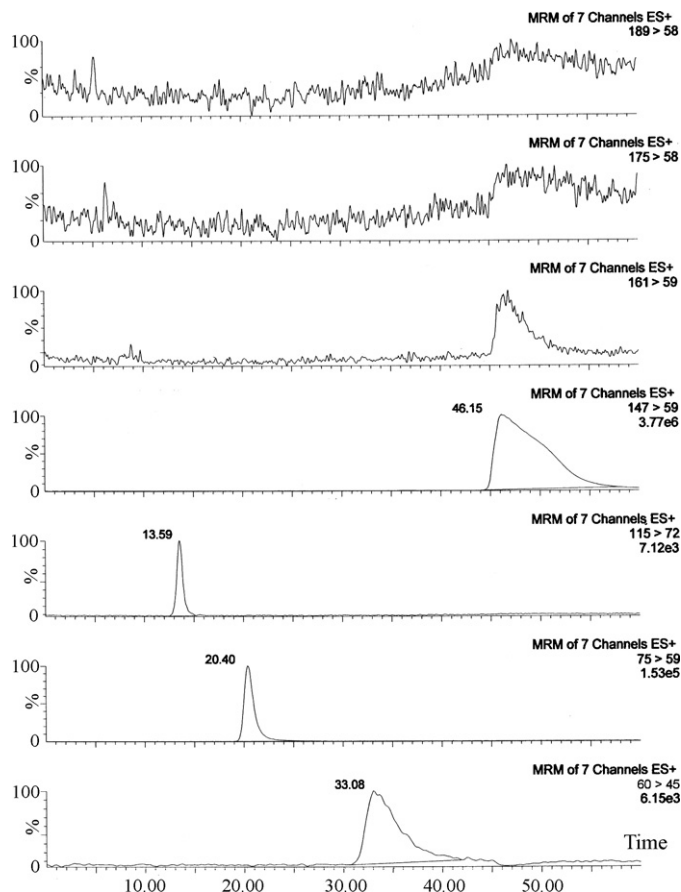 MRM of 7 Channels ES+
189 > 58
100
%
0
MRM of 7 Channels ES+
175 > 58
100
%
0
MRM of 7 Channels ES+
161 > 59
100
%
0
MRM of 7 Channels ES+
147 > 59
3.77e6
46.15
100
%
0
MRM of 7 Channels ES+
115 > 72
7.12e3
13.59
100
%
0
MRM of 7 Channels ES+
75 > 59
1.53e5
20.40
100
%
0
MRM of 7 Channels ES+
60 > 45
6.15e3
33.08
100
%
0
Time
10.00 20.00 30.00 40.00 50.00